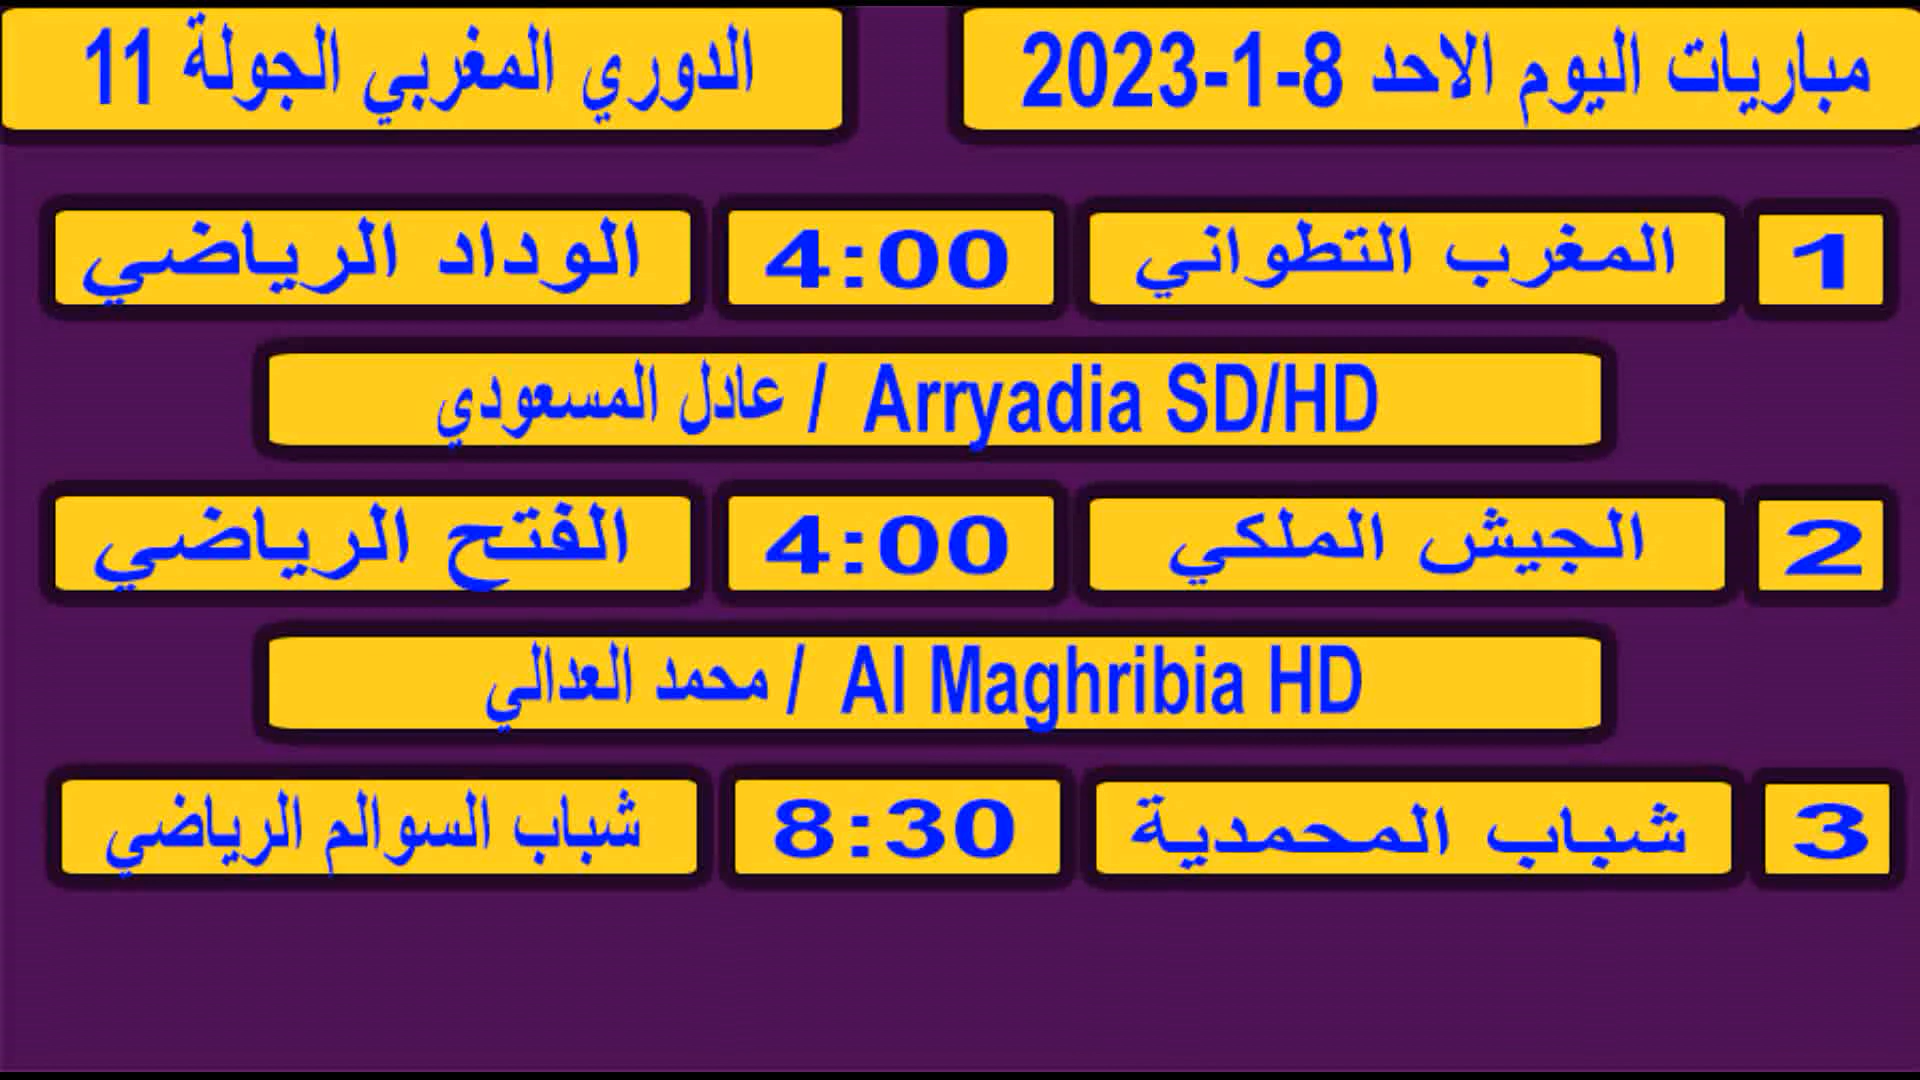 مباريات اليوم الاحد 8-1-2023
الدوري المغربي الجولة 11
1 المغرب التطواني 4:00 الوداد الرياضي
Arryadia SD/HD / عادل المسعودي
2 الجيش الملكي 4:00 الفتح الرياضي
Al Maghribia HD / محمد العدالي
3 شباب المحمدية 8:30 شباب السوالم الرياضي